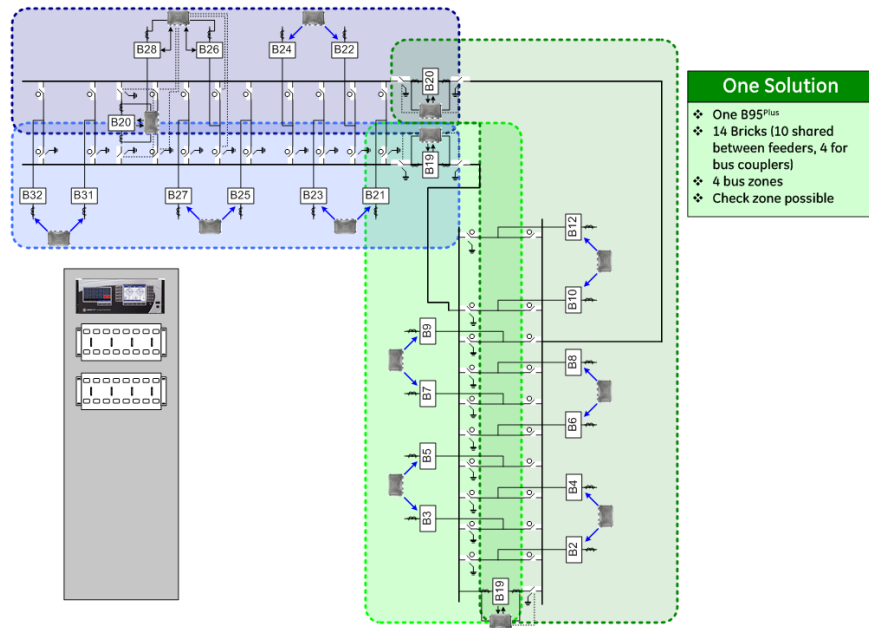 B28
B26
B24
B22
B20
B20
B19
B32
B31
B27
B25
B23
B21
B12
B10
B9
B8
B7
B6
B5
B4
B3
B2
B19
One Solution
❖ One B95Plus
❖ 14 Bricks (10 shared
between feeders, 4 for
bus couplers)
❖ 4 bus zones
❖ Check zone possible